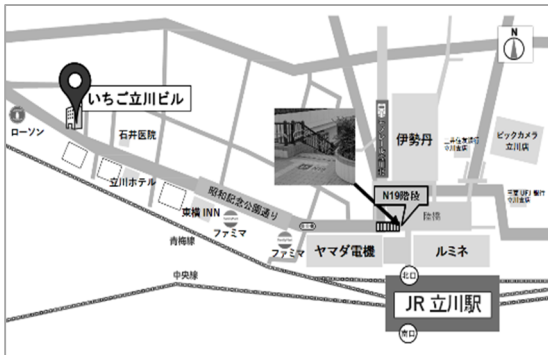 N
いちご立川ビル
ローソン
石井医院
立川ホテル
東横INN
昭和記念公園通り
ファミマ
ファミマ
青梅線
中央線
伊勢丹
ビックカメラ
立川店
N19階段
ヤマダ電機
ルミネ
北口
JR 立川駅
南口